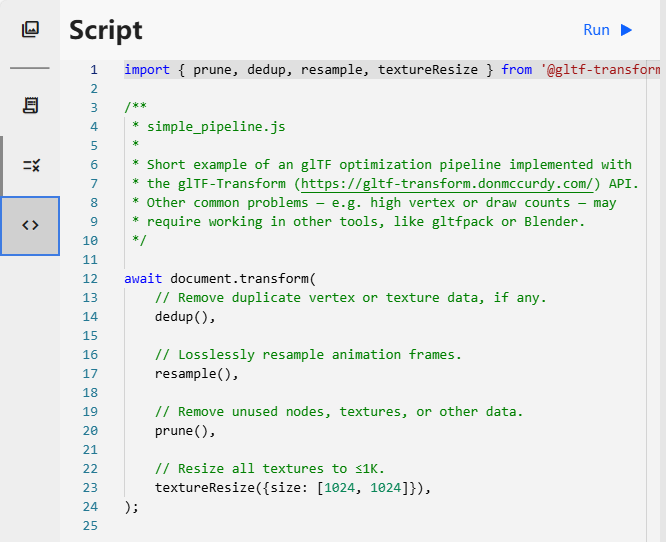 Script
Run
1 import { prune, dedup, resample, textureResize } from '@gltf-transform
2
3 /**
4 * simple_pipeline.js
5 *
6 * Short example of an glTF optimization pipeline implemented with
7 * the glTF-Transform (https://gltf-transform.donmccurdy.com/) API.
8 * Other common problems — e.g. high vertex or draw counts — may
9 * require working in other tools, like gltfpack or Blender.
10 */
11
12 await document.transform(
13 // Remove duplicate vertex or texture data, if any.
14 dedup(),
15
16 // Losslessly resample animation frames.
17 resample(),
18
19 // Remove unused nodes, textures, or other data.
20 prune(),
21
22 // Resize all textures to ≤1K.
23 textureResize({size: [1024, 1024]}),
24 );
25